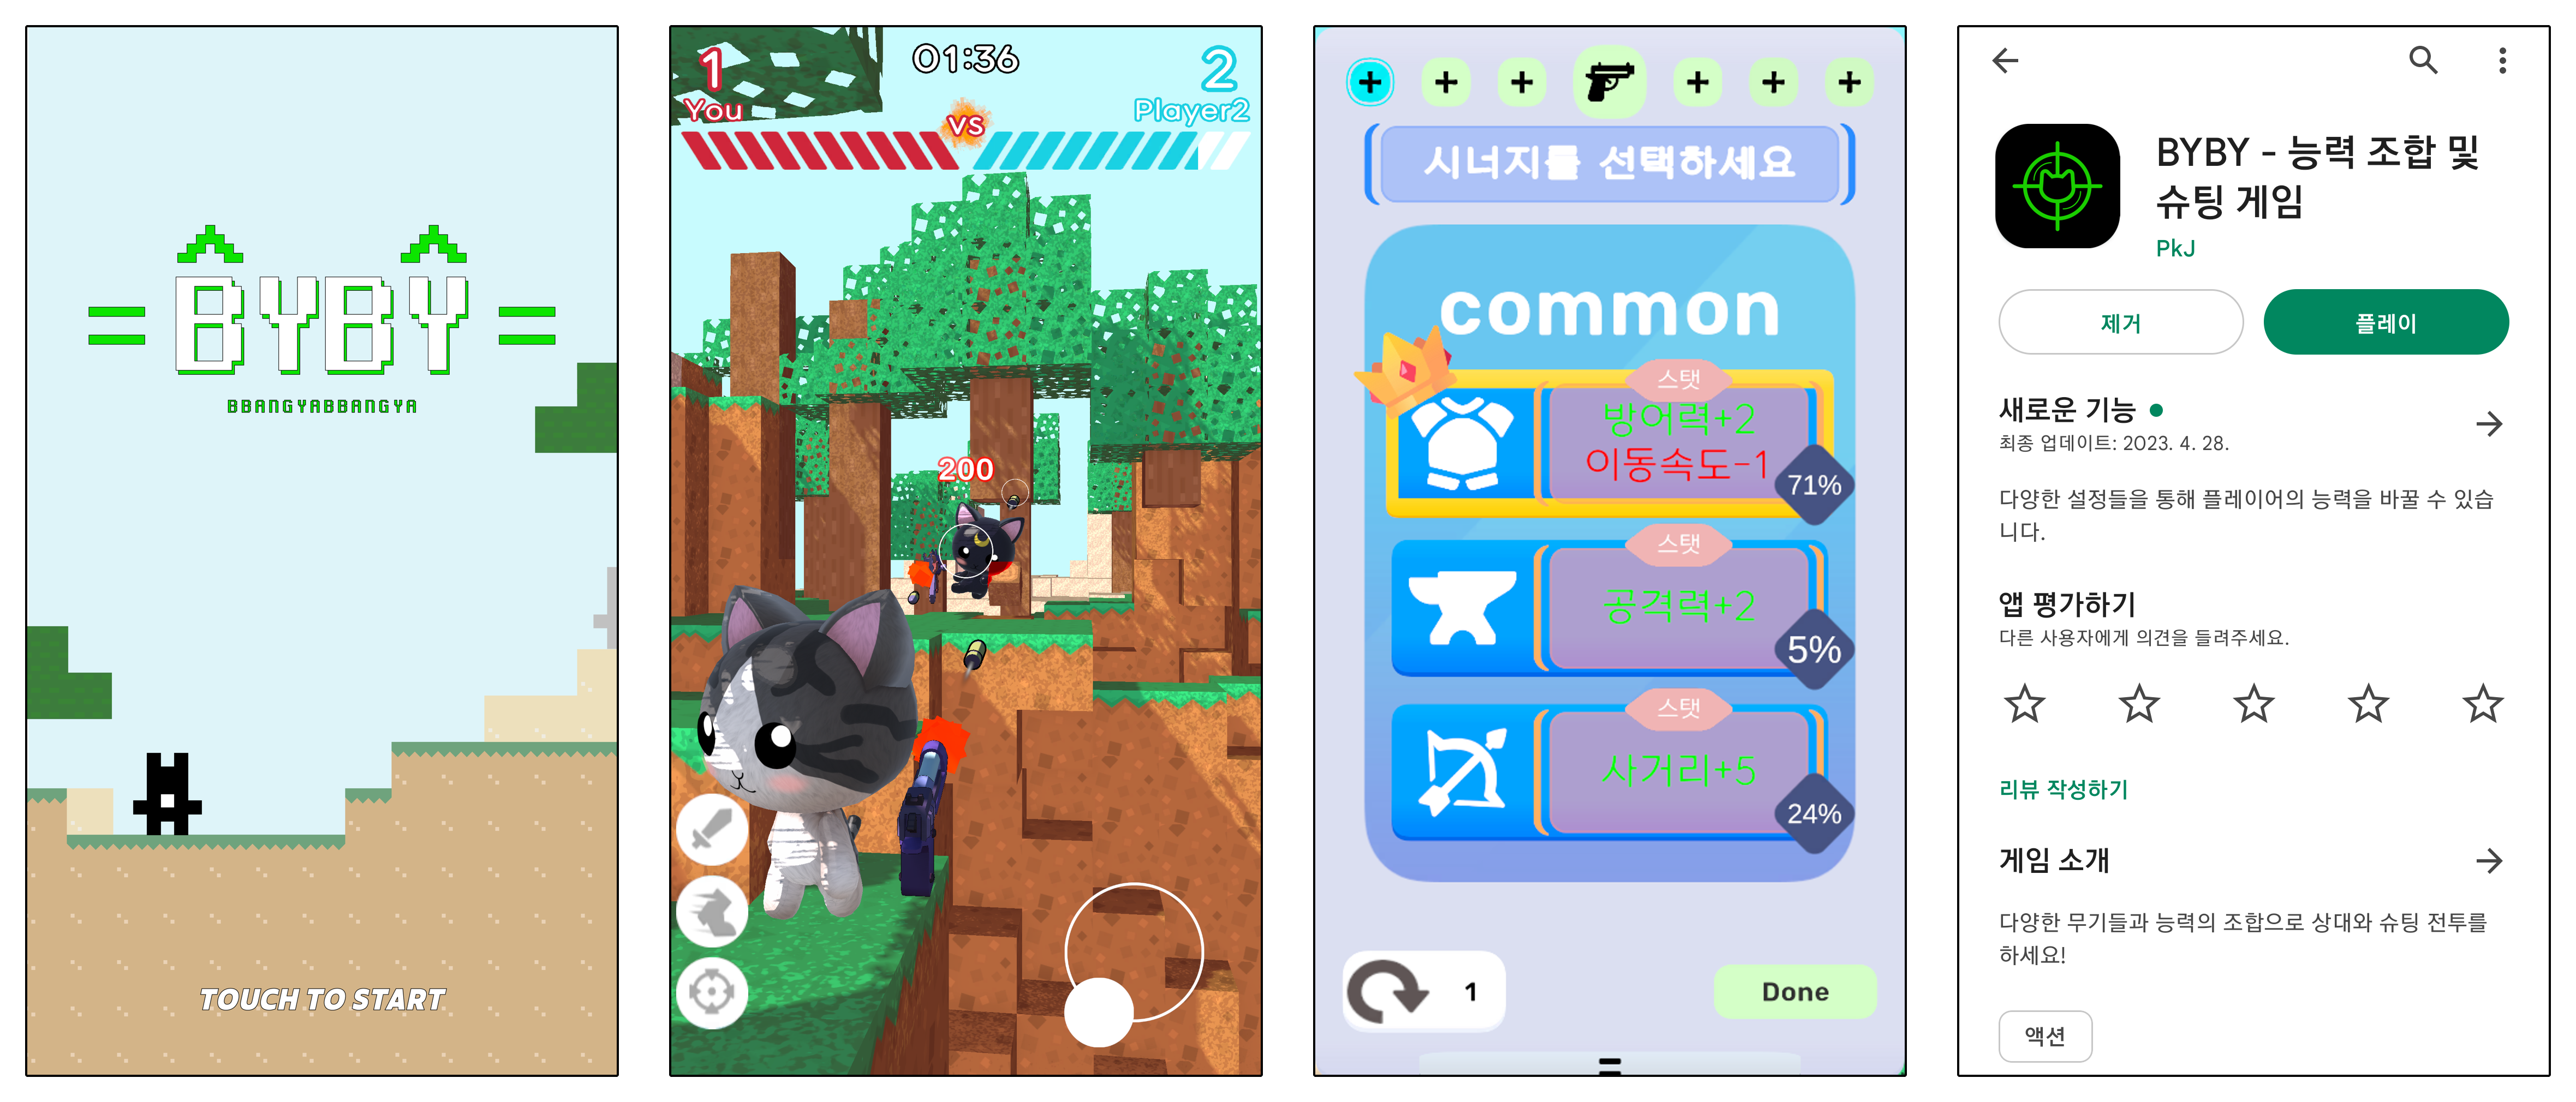 BYBY
BBANGYABBANGYA
TOUCH TO START
1
01:36
2
You
VS
Player2
200
시너지를 선택하세요
common
스탯
방어력+2
이동속도-1
71%
스탯
공격력+2
5%
스탯
사거리+5
24%
1
Done
BYBY - 능력 조합 및
슈팅 게임
PkJ
제거
플레이
새로운 기능
최종 업데이트: 2023. 4. 28.
다양한 설정들을 통해 플레이어의 능력을 바꿀 수 있습
니다.
앱 평가하기
다른 사용자에게 의견을 들려주세요.
리뷰 작성하기
게임 소개
다양한 무기들과 능력의 조합으로 상대와 슈팅 전투를
하세요!
액션